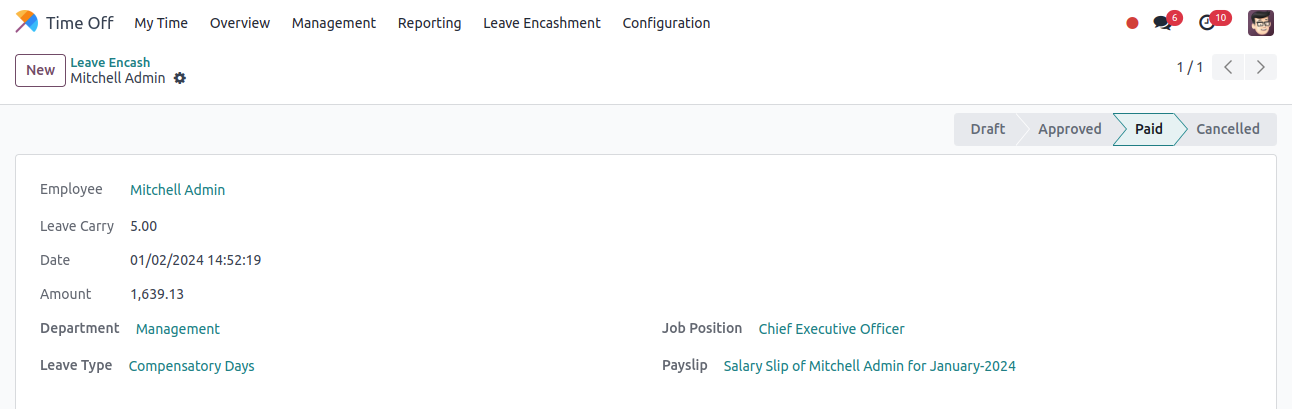 Time Off My Time Overview Management Reporting Leave Encashment Configuration 6 10
New Leave Encash 1 / 1
Mitchell Admin
Draft Approved Paid Cancelled
Employee Mitchell Admin
Leave Carry 5.00
Date 01/02/2024 14:52:19
Amount 1,639.13
Department Management Job Position Chief Executive Officer
Leave Type Compensatory Days Payslip Salary Slip of Mitchell Admin for January-2024